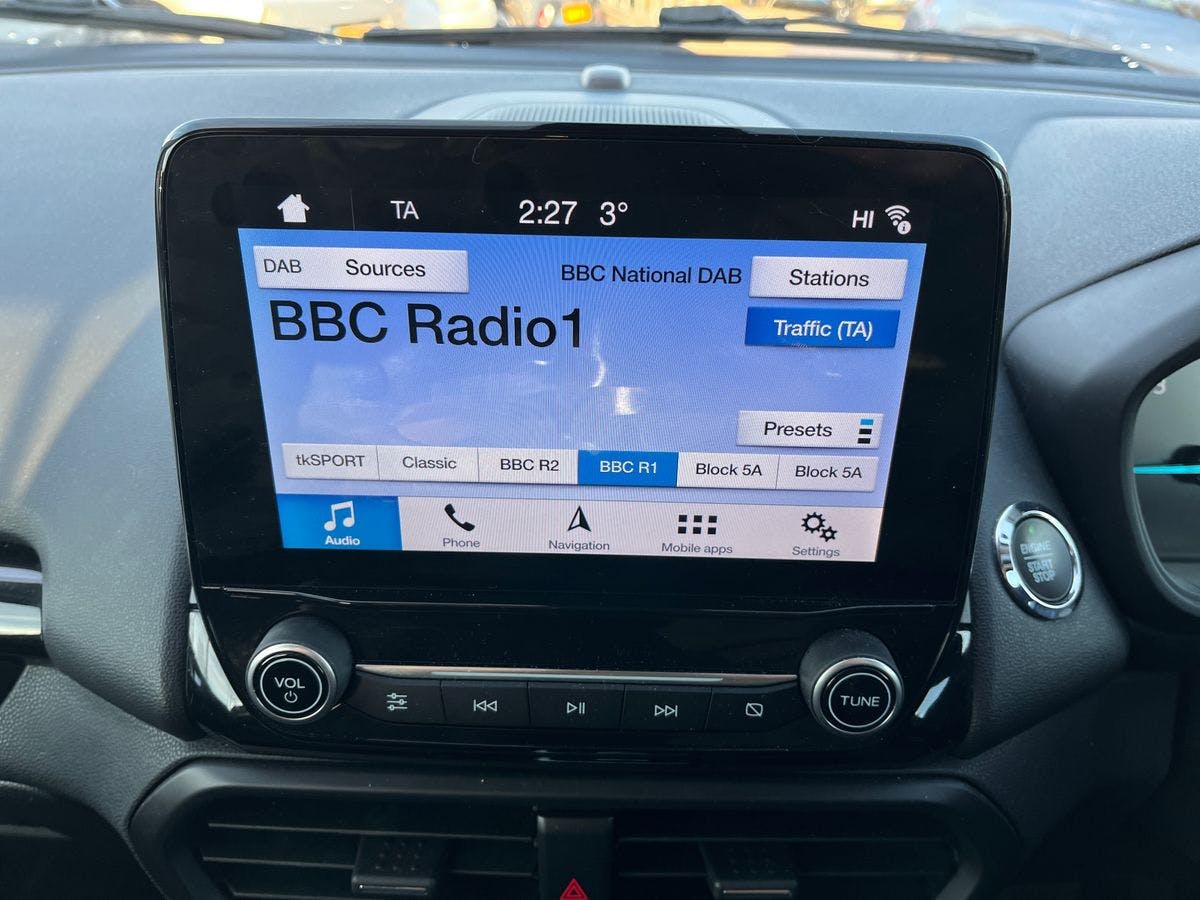 TA 2:27 3° HI
DAB Sources BBC National DAB Stations
BBC Radio1
Traffic (TA)
Presets
tkSPORT Classic BBC R2 BBC R1 Block 5A Block 5A
Audio Phone Navigation Mobile apps Settings
ENGINE
START
STOP
VOL
TUNE